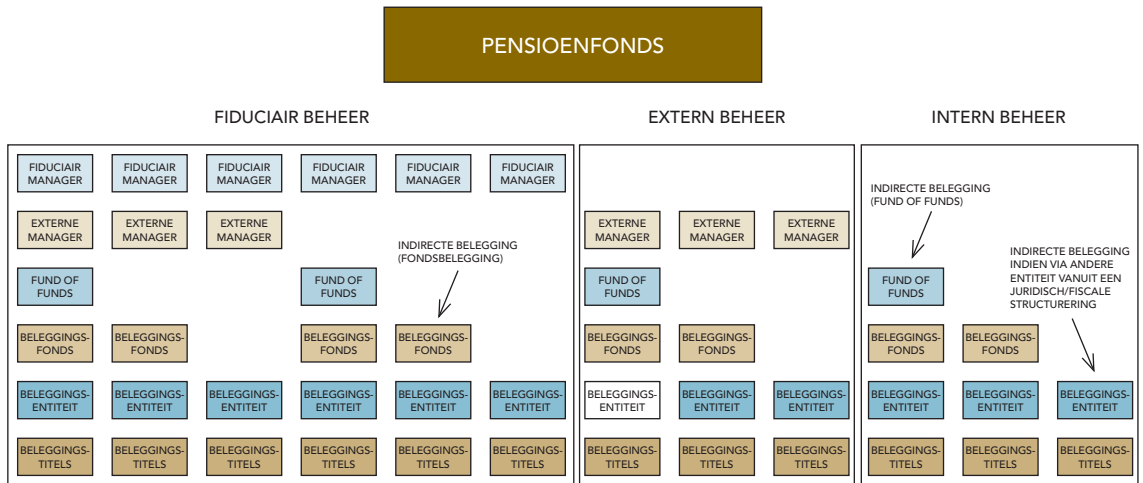 PENSIOENFONDS
FIDUCIAIR BEHEER
EXTERN BEHEER
INTERN BEHEER
FIDUCIAIR
MANAGER
FIDUCIAIR
MANAGER
FIDUCIAIR
MANAGER
FIDUCIAIR
MANAGER
FIDUCIAIR
MANAGER
FIDUCIAIR
MANAGER
EXTERNE
MANAGER
EXTERNE
MANAGER
EXTERNE
MANAGER
INDIRECTE BELEGGING
(FONDSBELEGGING)
FUND OF
FUNDS
FUND OF
FUNDS
BELEGGINGS-
FONDS
BELEGGINGS-
FONDS
BELEGGINGS-
FONDS
BELEGGINGS-
FONDS
BELEGGINGS-
ENTITEIT
BELEGGINGS-
ENTITEIT
BELEGGINGS-
ENTITEIT
BELEGGINGS-
ENTITEIT
BELEGGINGS-
ENTITEIT
BELEGGINGS-
ENTITEIT
BELEGGINGS-
TITELS
BELEGGINGS-
TITELS
BELEGGINGS-
TITELS
BELEGGINGS-
TITELS
BELEGGINGS-
TITELS
BELEGGINGS-
TITELS
EXTERNE
MANAGER
EXTERNE
MANAGER
EXTERNE
MANAGER
FUND OF
FUNDS
BELEGGINGS-
FONDS
BELEGGINGS-
FONDS
BELEGGINGS-
ENTITEIT
BELEGGINGS-
ENTITEIT
BELEGGINGS-
ENTITEIT
BELEGGINGS-
TITELS
BELEGGINGS-
TITELS
BELEGGINGS-
TITELS
INDIRECTE BELEGGING
(FUND OF FUNDS)
INDIRECTE BELEGGING
INDIEN VIA ANDERE
ENTITEIT VANUIT EEN
JURIDISCH/FISCALE
STRUCTURERING
FUND OF
FUNDS
BELEGGINGS-
FONDS
BELEGGINGS-
FONDS
BELEGGINGS-
ENTITEIT
BELEGGINGS-
ENTITEIT
BELEGGINGS-
ENTITEIT
BELEGGINGS-
TITELS
BELEGGINGS-
TITELS
BELEGGINGS-
TITELS